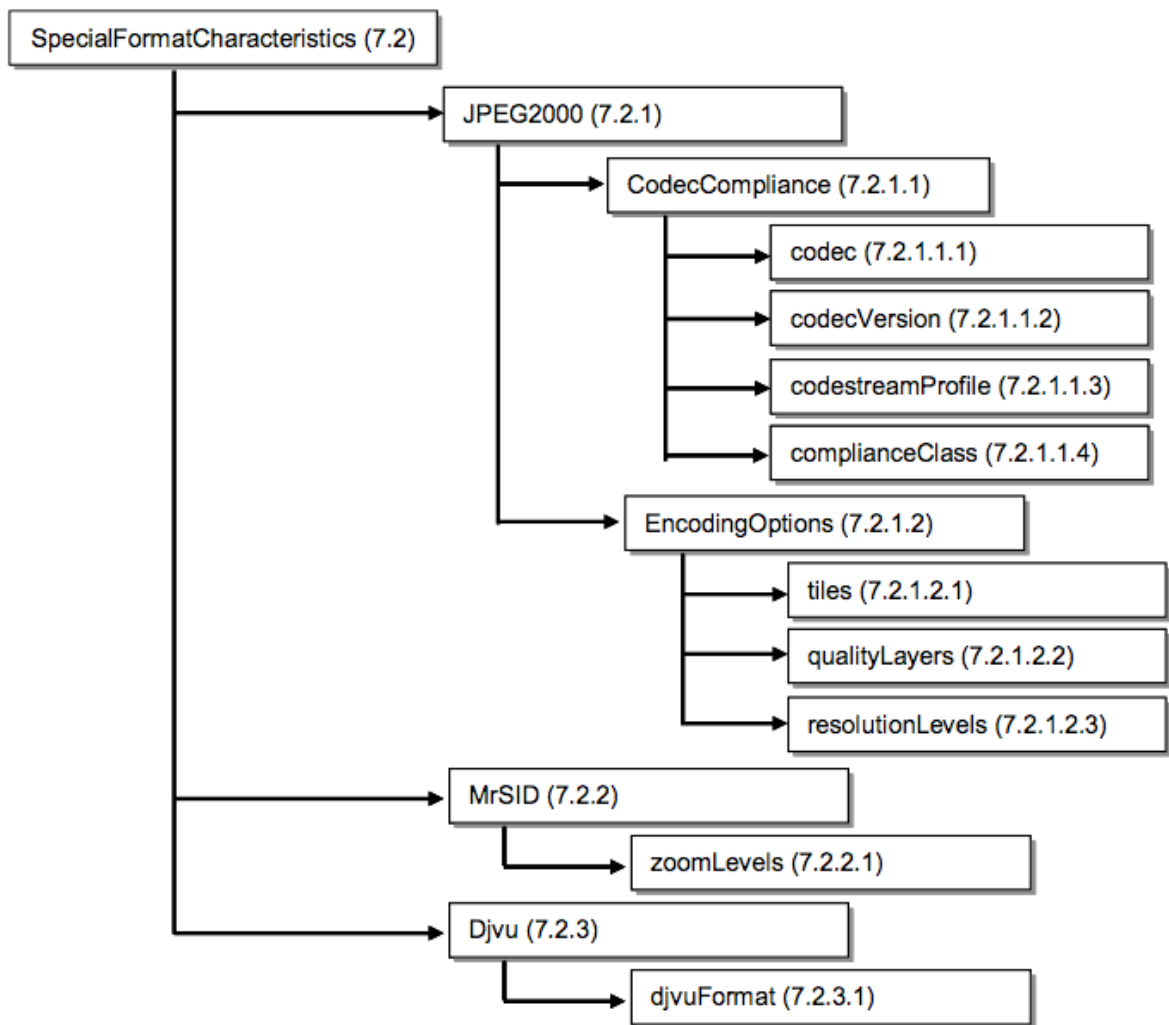 SpecialFormatCharacteristics (7.2)
JPEG2000 (7.2.1)
CodecCompliance (7.2.1.1)
codec (7.2.1.1.1)
codecVersion (7.2.1.1.2)
codestreamProfile (7.2.1.1.3)
complianceClass (7.2.1.1.4)
EncodingOptions (7.2.1.2)
tiles (7.2.1.2.1)
qualityLayers (7.2.1.2.2)
resolutionLevels (7.2.1.2.3)
MrSID (7.2.2)
zoomLevels (7.2.2.1)
Djvu (7.2.3)
djvuFormat (7.2.3.1)